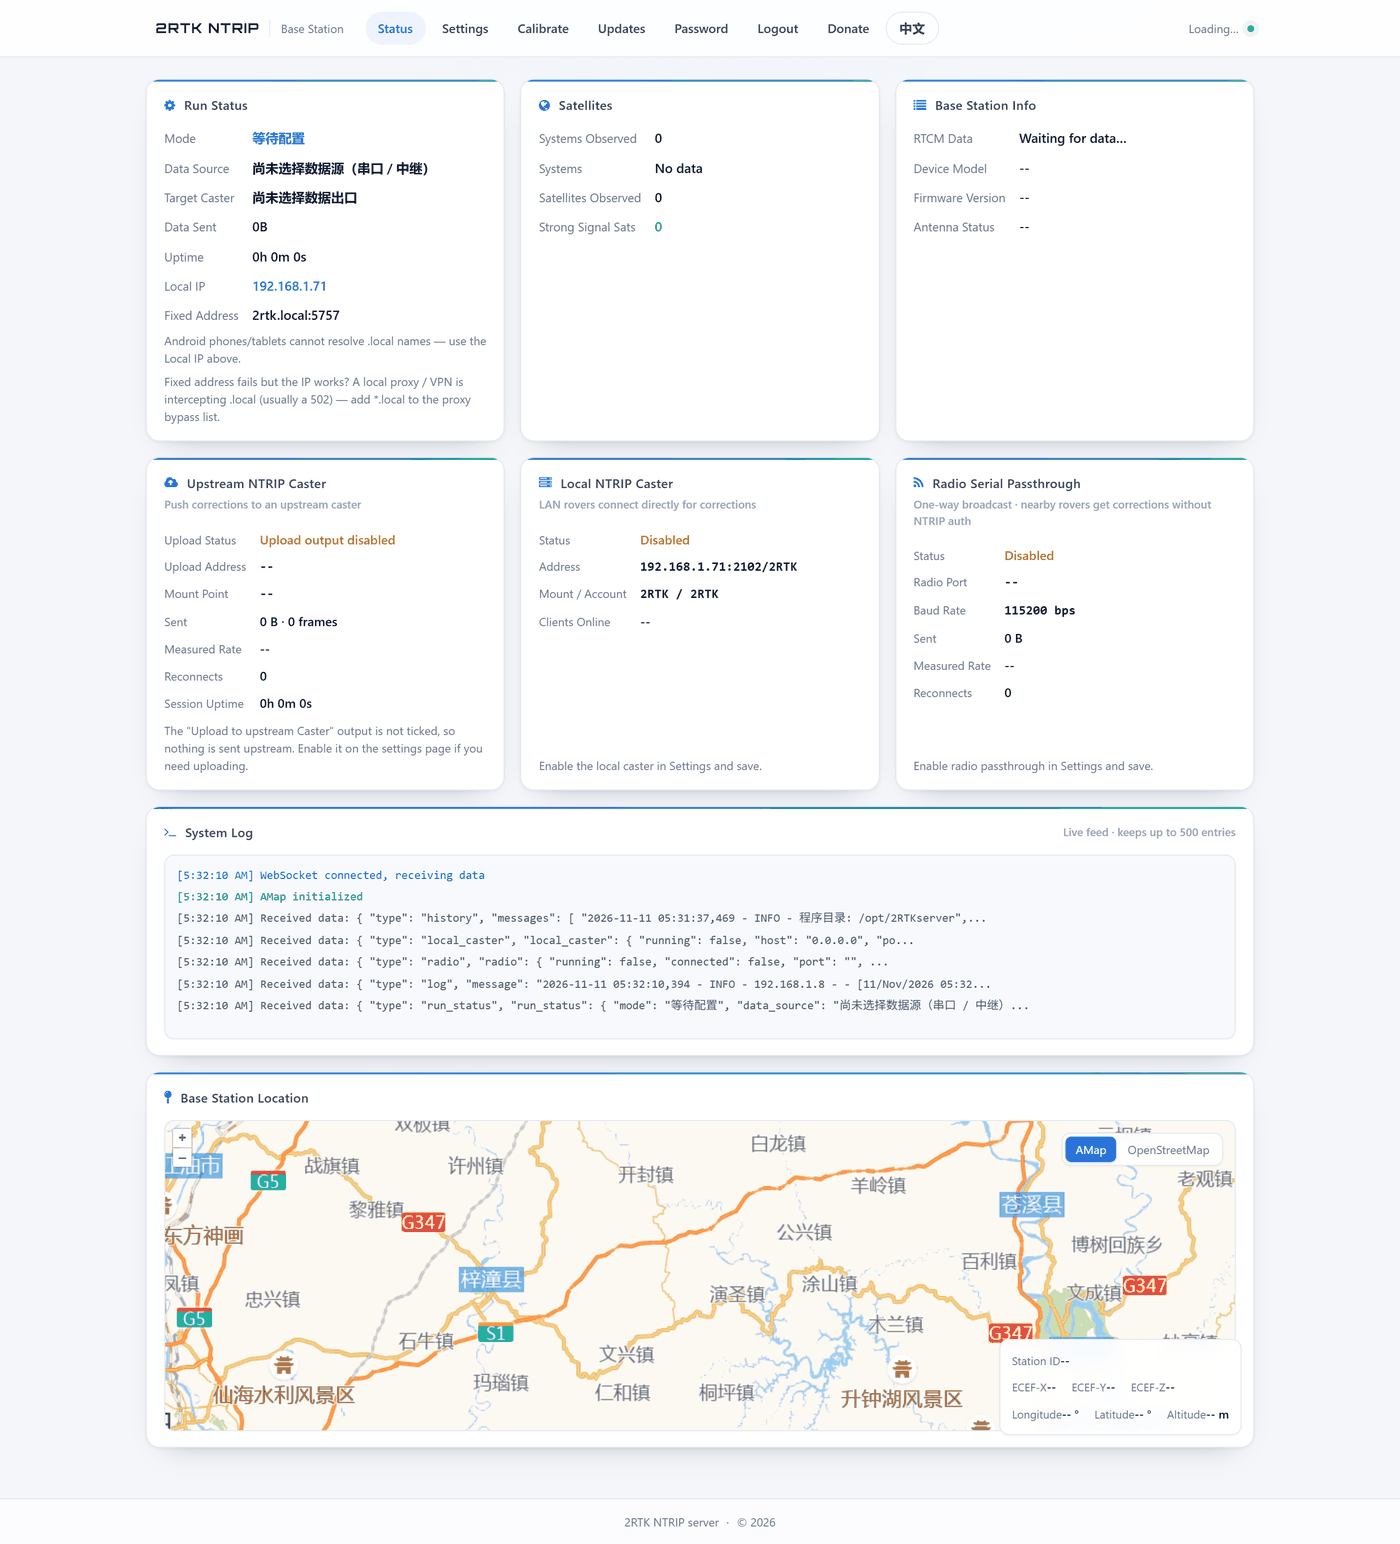 2RTK NTRIP
Base Station
Status
Settings
Calibrate
Updates
Password
Logout
Donate
中文
Loading...
Run Status
Mode 等待配置
Data Source 尚未选择数据源（串口 / 中继）
Target Caster 尚未选择数据出口
Data Sent 0B
Uptime 0h 0m 0s
Local IP 192.168.1.71
Fixed Address 2rtk.local:5757
Android phones/tablets cannot resolve .local names — use the
Local IP above.
Fixed address fails but the IP works? A local proxy / VPN is
intercepting .local (usually a 502) — add *.local to the proxy
bypass list.
Satellites
Systems Observed 0
Systems No data
Satellites Observed 0
Strong Signal Sats 0
Base Station Info
RTCM Data Waiting for data...
Device Model --
Firmware Version --
Antenna Status --
Upstream NTRIP Caster
Push corrections to an upstream caster
Upload Status Upload output disabled
Upload Address --
Mount Point --
Sent 0 B · 0 frames
Measured Rate --
Reconnects 0
Session Uptime 0h 0m 0s
The "Upload to upstream Caster" output is not ticked, so
nothing is sent upstream. Enable it on the settings page if you
need uploading.
Local NTRIP Caster
LAN rovers connect directly for corrections
Status Disabled
Address 192.168.1.71:2102/2RTK
Mount / Account 2RTK / 2RTK
Clients Online --
Enable the local caster in Settings and save.
Radio Serial Passthrough
One-way broadcast · nearby rovers get corrections without
NTRIP auth
Status Disabled
Radio Port --
Baud Rate 115200 bps
Sent 0 B
Measured Rate --
Reconnects 0
Enable radio passthrough in Settings and save.
System Log
Live feed · keeps up to 500 entries
[5:32:10 AM] WebSocket connected, receiving data
[5:32:10 AM] AMap initialized
[5:32:10 AM] Received data: { "type": "history", "messages": [ "2026-11-11 05:31:37,469 - INFO - 程序目录: /opt/2RTKserver",...
[5:32:10 AM] Received data: { "type": "local_caster", "local_caster": { "running": false, "host": "0.0.0.0", "po...
[5:32:10 AM] Received data: { "type": "radio", "radio": { "running": false, "connected": false, "port": "", ...
[5:32:10 AM] Received data: { "type": "log", "message": "2026-11-11 05:32:10,394 - INFO - 192.168.1.8 - - [11/Nov/2026 05:32...
[5:32:10 AM] Received data: { "type": "run_status", "run_status": { "mode": "等待配置", "data_source": "尚未选择数据源（串口 / 中继）...
Base Station Location
+
−
AMap
OpenStreetMap
双板镇
白龙镇
战旗镇
许州镇
开封镇
羊岭镇
老观镇
G5
苍溪县
黎雅镇
G347
东方神画
公兴镇
博树回族乡
百利镇
梓潼县
凤镇
涂山镇
文成镇
G347
忠兴镇
演圣镇
G5
S1
木兰镇
G347
石牛镇
文兴镇
玛瑙镇
仁和镇
桐坪镇
仙海水利风景区
升钟湖风景区
Station ID--
ECEF-X-- ECEF-Y-- ECEF-Z--
Longitude-- ° Latitude-- ° Altitude-- m
2RTK NTRIP server · © 2026